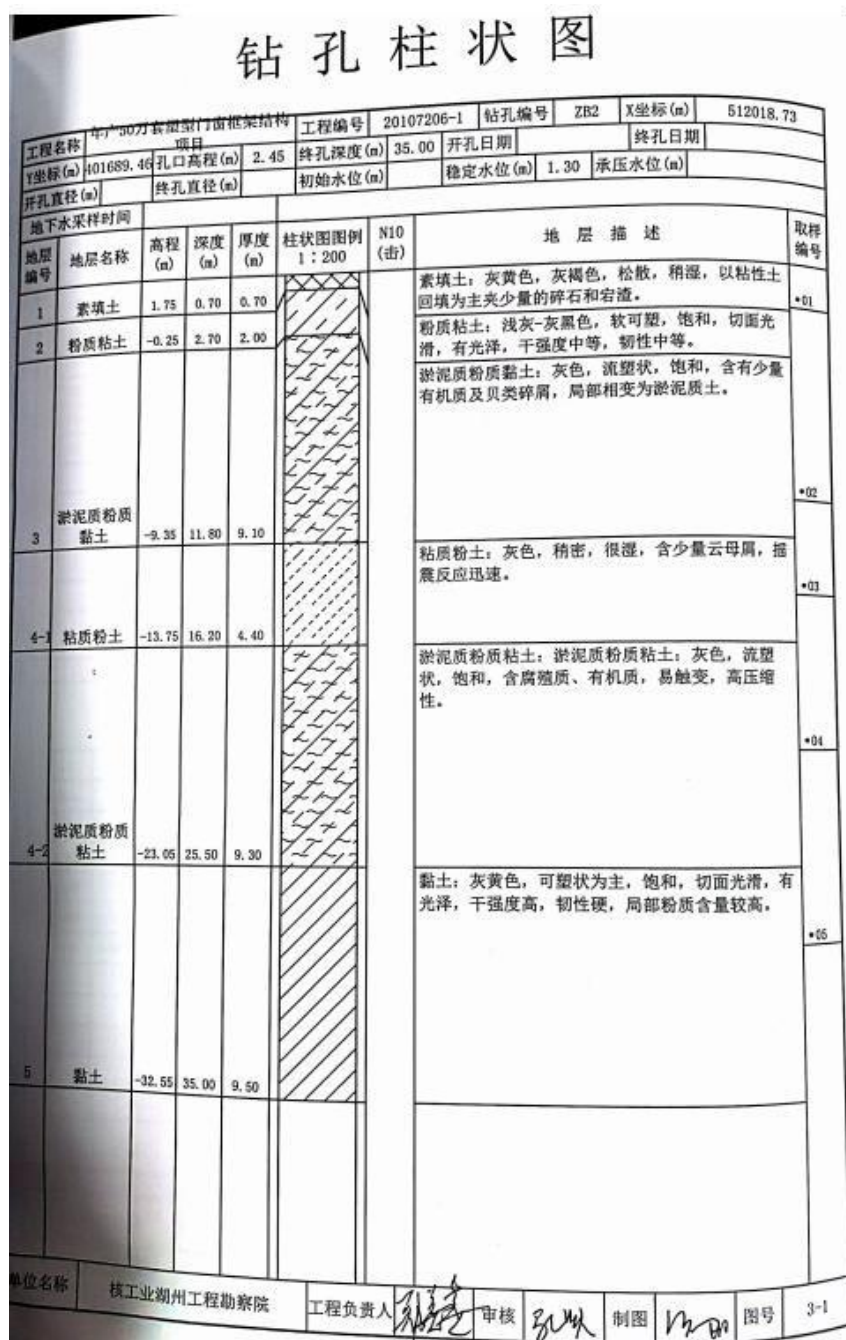 钻孔柱状图
工程名称 年产50万套塑型门窗框架结构项目 工程编号 20107206-1 钻孔编号 ZB2 X坐标(m) 512018.73
Y坐标(m) 401689.46 孔口高程(m) 2.45 终孔深度(m) 35.00 开孔日期 终孔日期
开孔直径(m) 终孔直径(m) 初始水位(m) 稳定水位(m) 1.30 承压水位(m)
地下水采样时间
地层编号 地层名称 高程(m) 深度(m) 厚度(m) 柱状图图例 1:200 N10(击) 地层描述 取样编号
1 素填土 1.75 0.70 0.70
素填土：灰黄色，灰褐色，松散，稍湿，以粘性土
回填为主夹少量的碎石和宕渣。
•01
2 粉质粘土 -0.25 2.70 2.00
粉质粘土：浅灰-灰黑色，软可塑，饱和，切面光
滑，有光泽，干强度中等，韧性中等。
淤泥质粉质黏土：灰色，流塑状，饱和，含有少量
有机质及贝类碎屑，局部相变为淤泥质土。
•02
3 淤泥质粉质黏土 -9.35 11.80 9.10
粘质粉土：灰色，稍密，很湿，含少量云母屑，摇
震反应迅速。
•03
4-1 粘质粉土 -13.75 16.20 4.40
淤泥质粉质粘土：淤泥质粉质粘土：灰色，流塑
状，饱和，含腐殖质、有机质，易触变，高压缩
性。
•04
4-2 淤泥质粉质粘土 -23.05 25.50 9.30
黏土：灰黄色，可塑状为主，饱和，切面光滑，有
光泽，干强度高，韧性硬，局部粉质含量较高。
•05
5 黏土 -32.55 35.00 9.50
单位名称 核工业湖州工程勘察院 工程负责人 审核 制图 图号 3-1